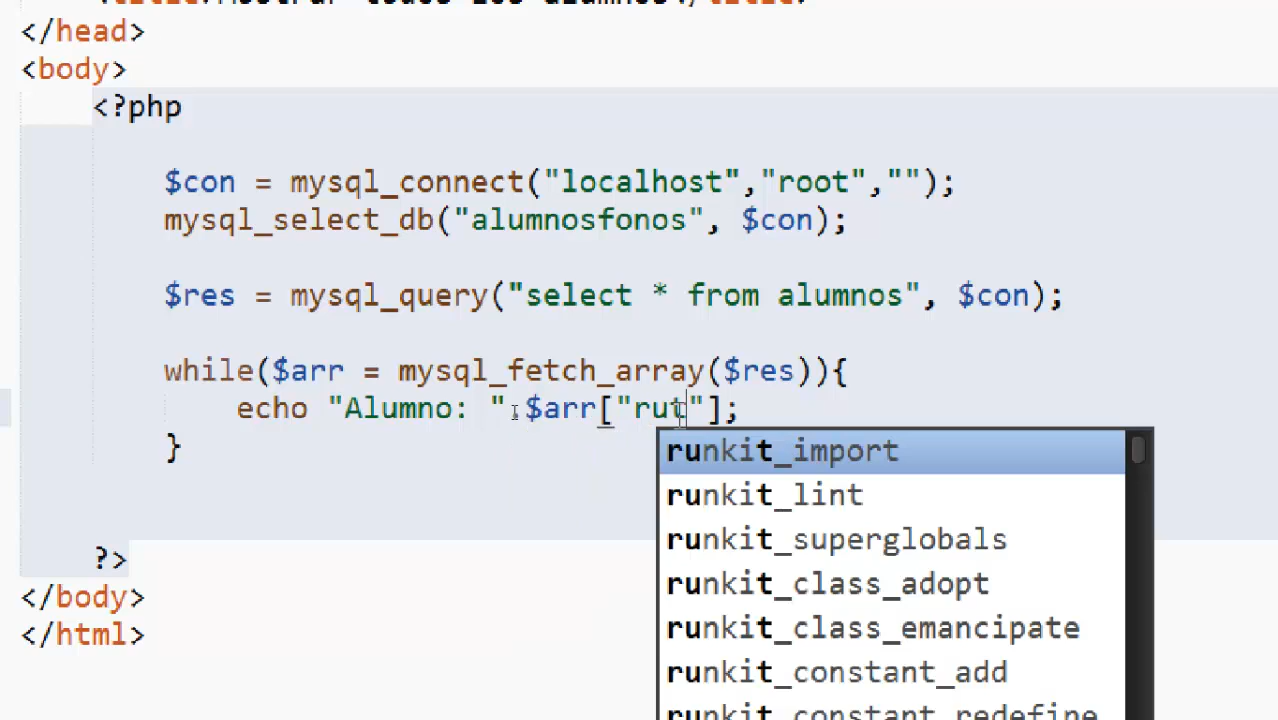 </head>
<body>
<?php
$con = mysql_connect("localhost","root","");
mysql_select_db("alumnosfonos", $con);
$res = mysql_query("select * from alumnos", $con);
while($arr = mysql_fetch_array($res)){
echo "Alumno: ".$arr["rut"];
}
runkit_import
runkit_lint
runkit_superglobals
runkit_class_adopt
runkit_class_emancipate
runkit_constant_add
runkit_constant_redefine
?>
</body>
</html>